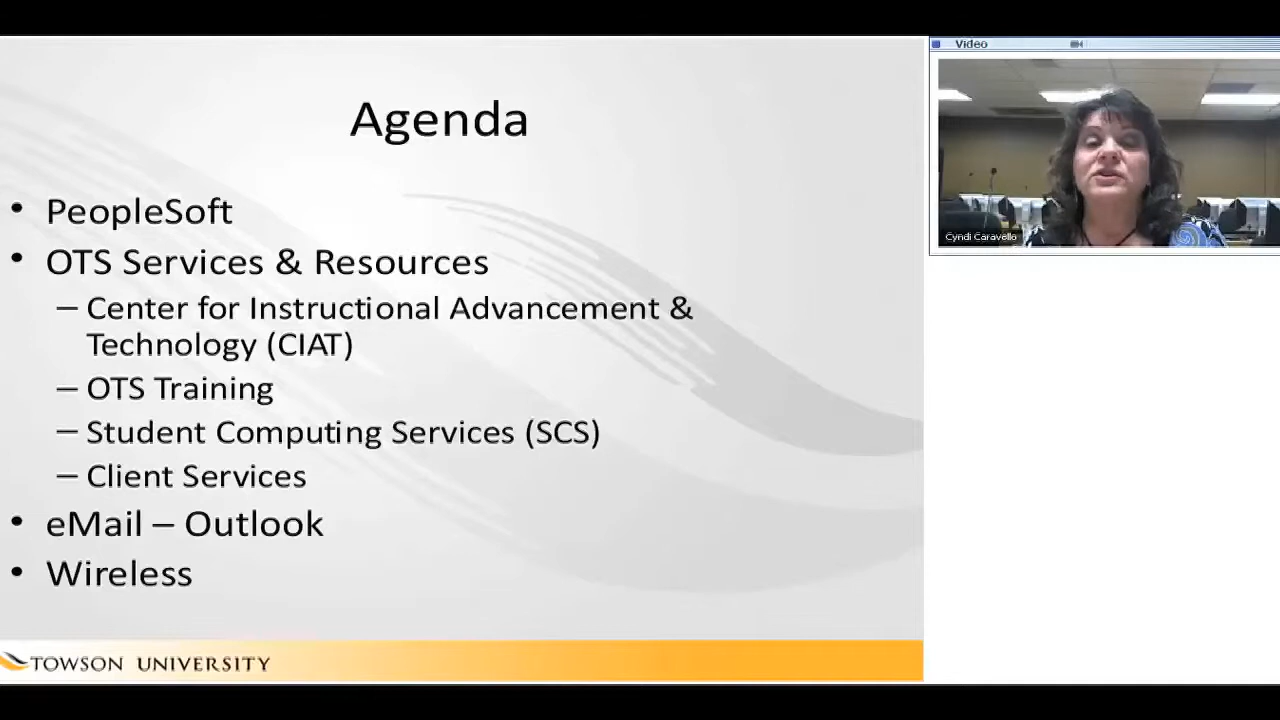 Agenda
• PeopleSoft
• OTS Services & Resources
– Center for Instructional Advancement &
Technology (CIAT)
– OTS Training
– Student Computing Services (SCS)
– Client Services
• eMail – Outlook
• Wireless
TOWSON UNIVERSITY
Video
Cyndi Caravello